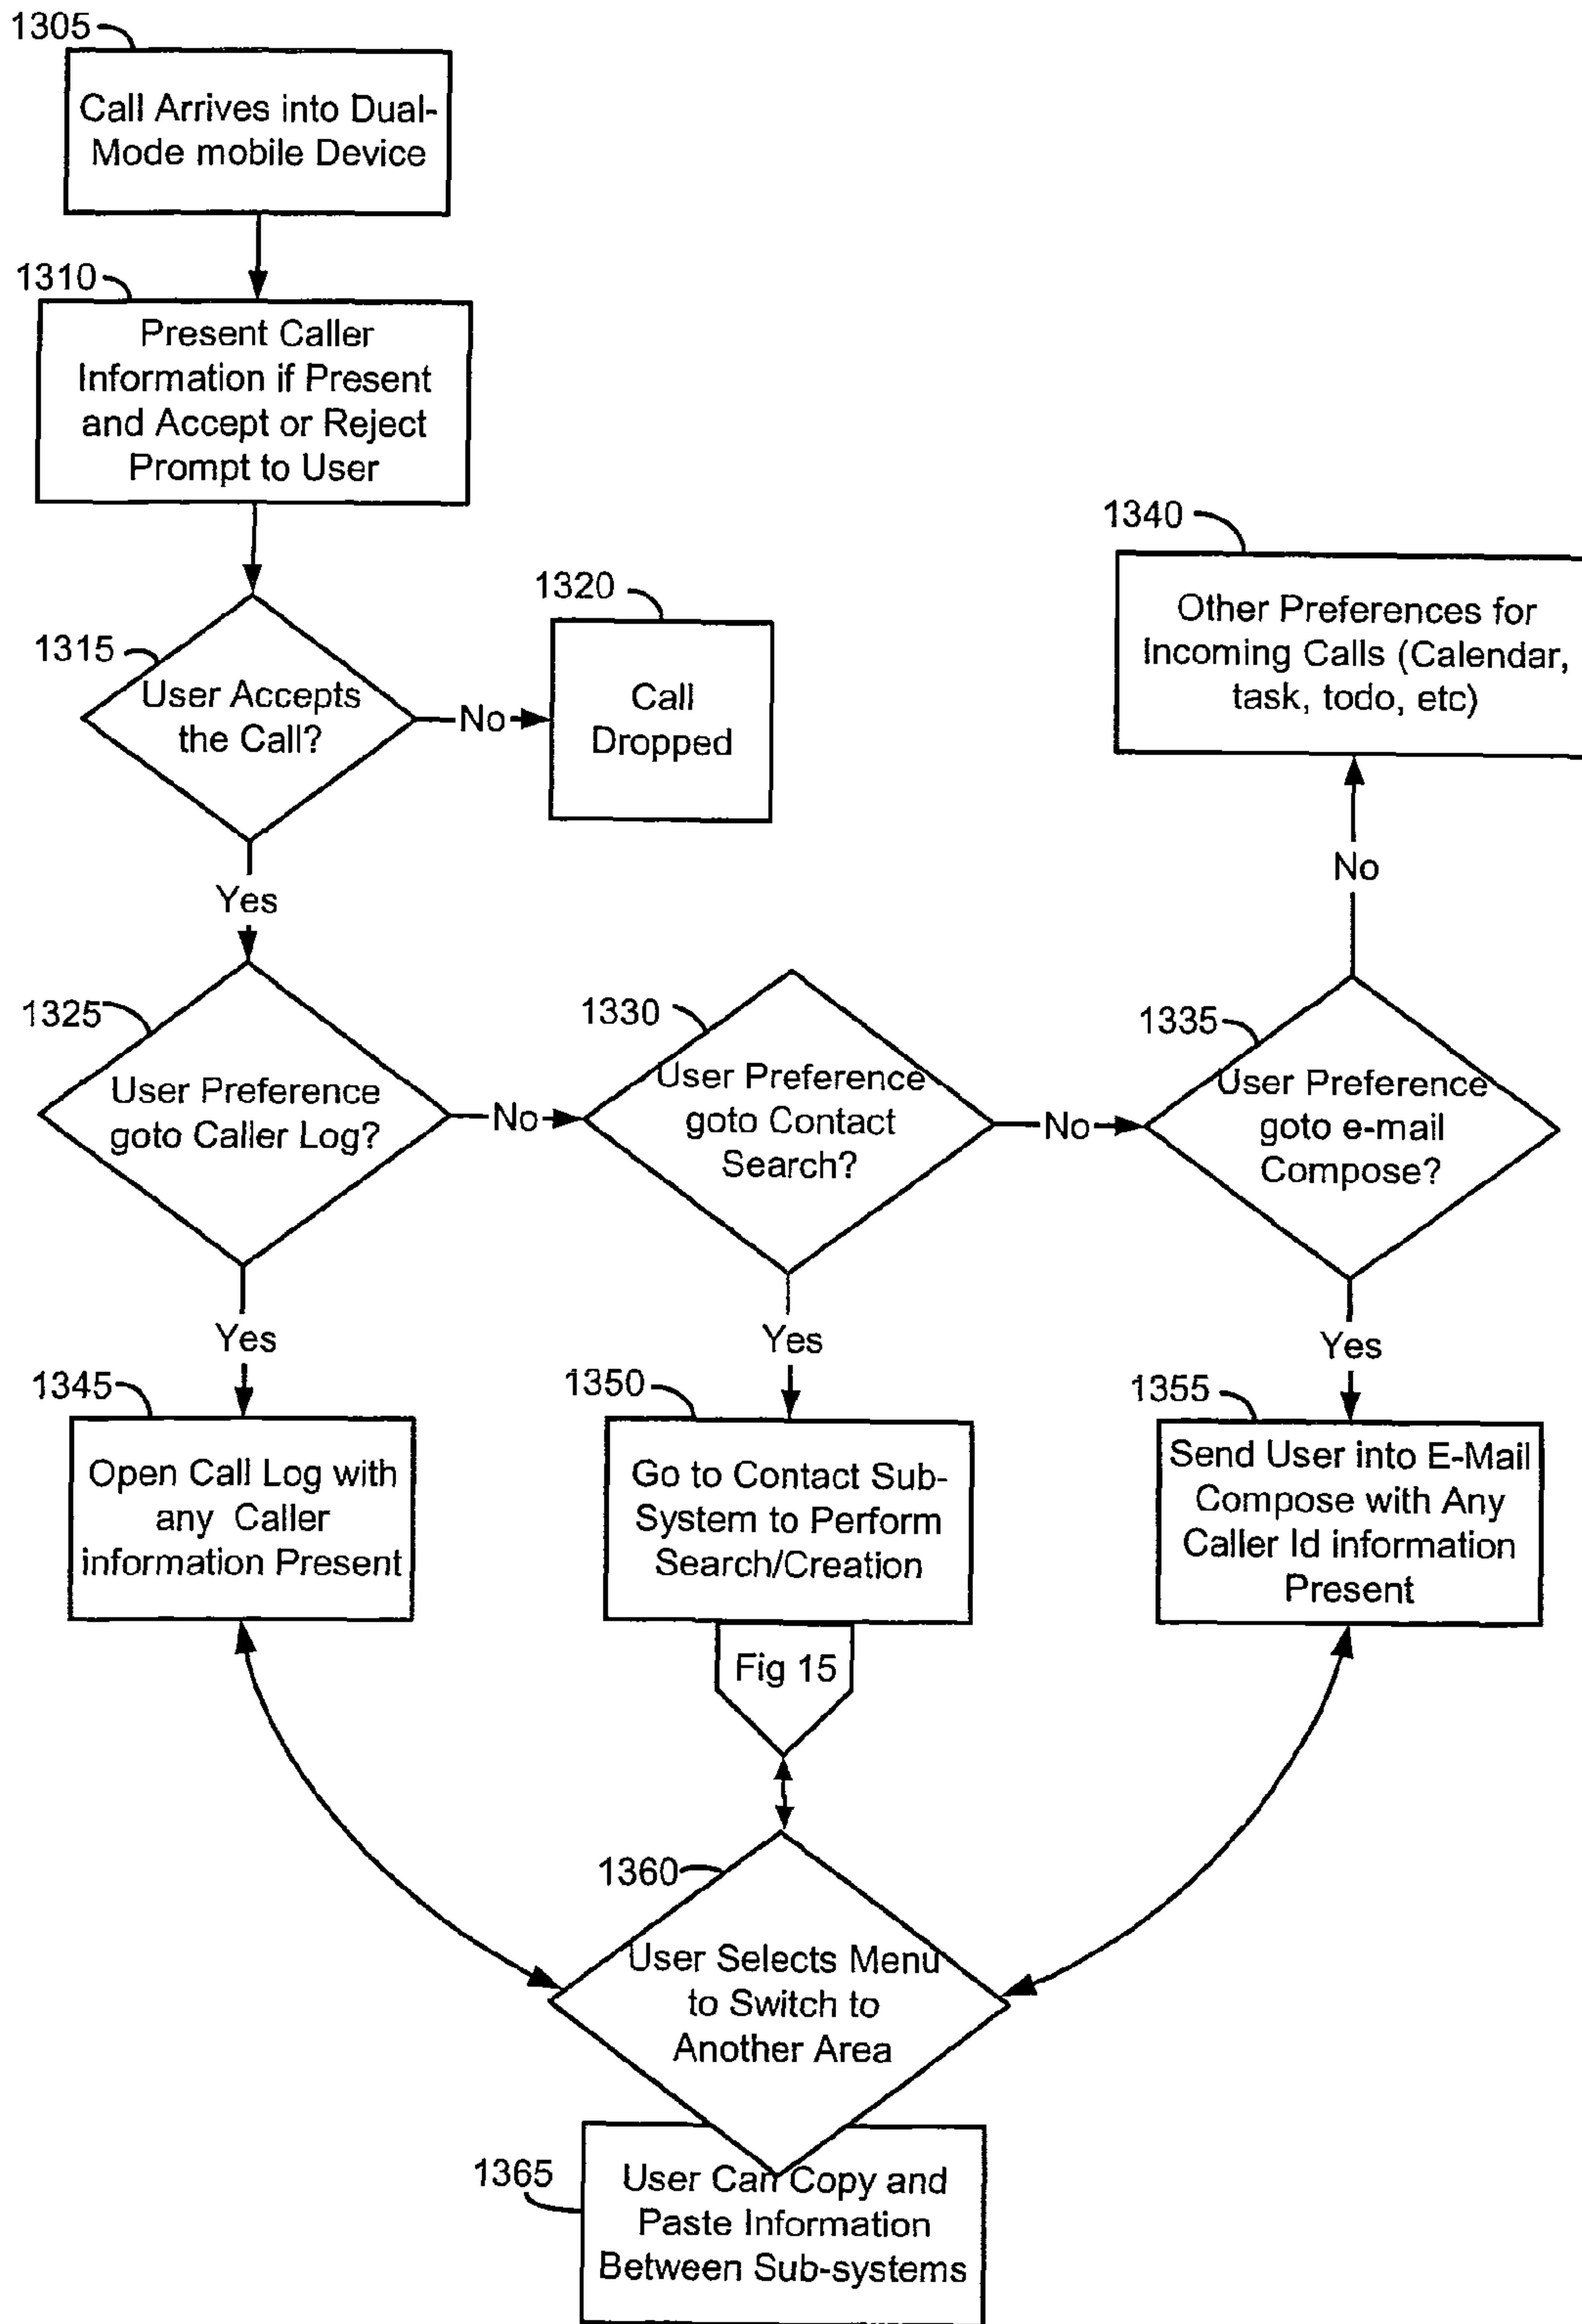 1305
Call Arrives into Dual-
Mode mobile Device
1310
Present Caller
Information if Present
and Accept or Reject
Prompt to User
1315
User Accepts
the Call?
No
1320
Call
Dropped
1340
Other Preferences for
Incoming Calls (Calendar,
task, todo, etc)
No
Yes
1325
User Preference
goto Caller Log?
No
1330
User Preference
goto Contact
Search?
No
1335
User Preference
goto e-mail
Compose?
Yes
Yes
Yes
1345
Open Call Log with
any Caller
information Present
1350
Go to Contact Sub-
System to Perform
Search/Creation
Fig 15
1355
Send User into E-Mail
Compose with Any
Caller Id information
Present
1360
User Selects Menu
to Switch to
Another Area
1365
User Can Copy and
Paste Information
Between Sub-systems